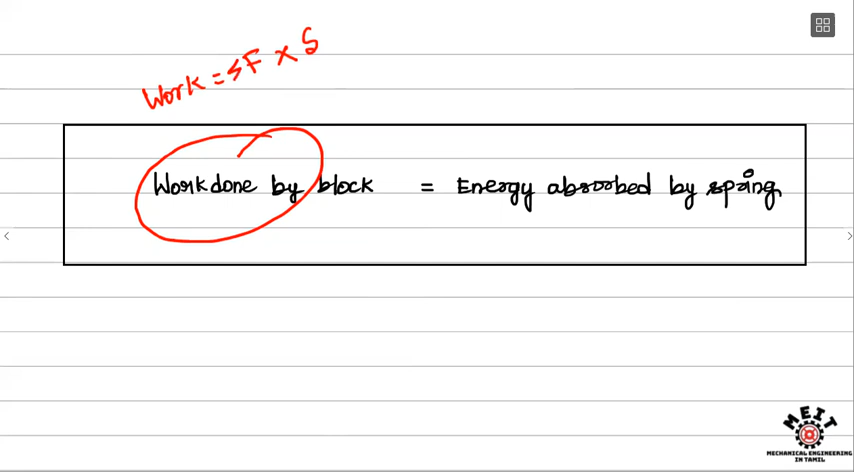 Work = ΣF × S
Workdone by block = Energy absorbed by spring
MEIT
MECHANICAL ENGINEERING
IN TAMIL